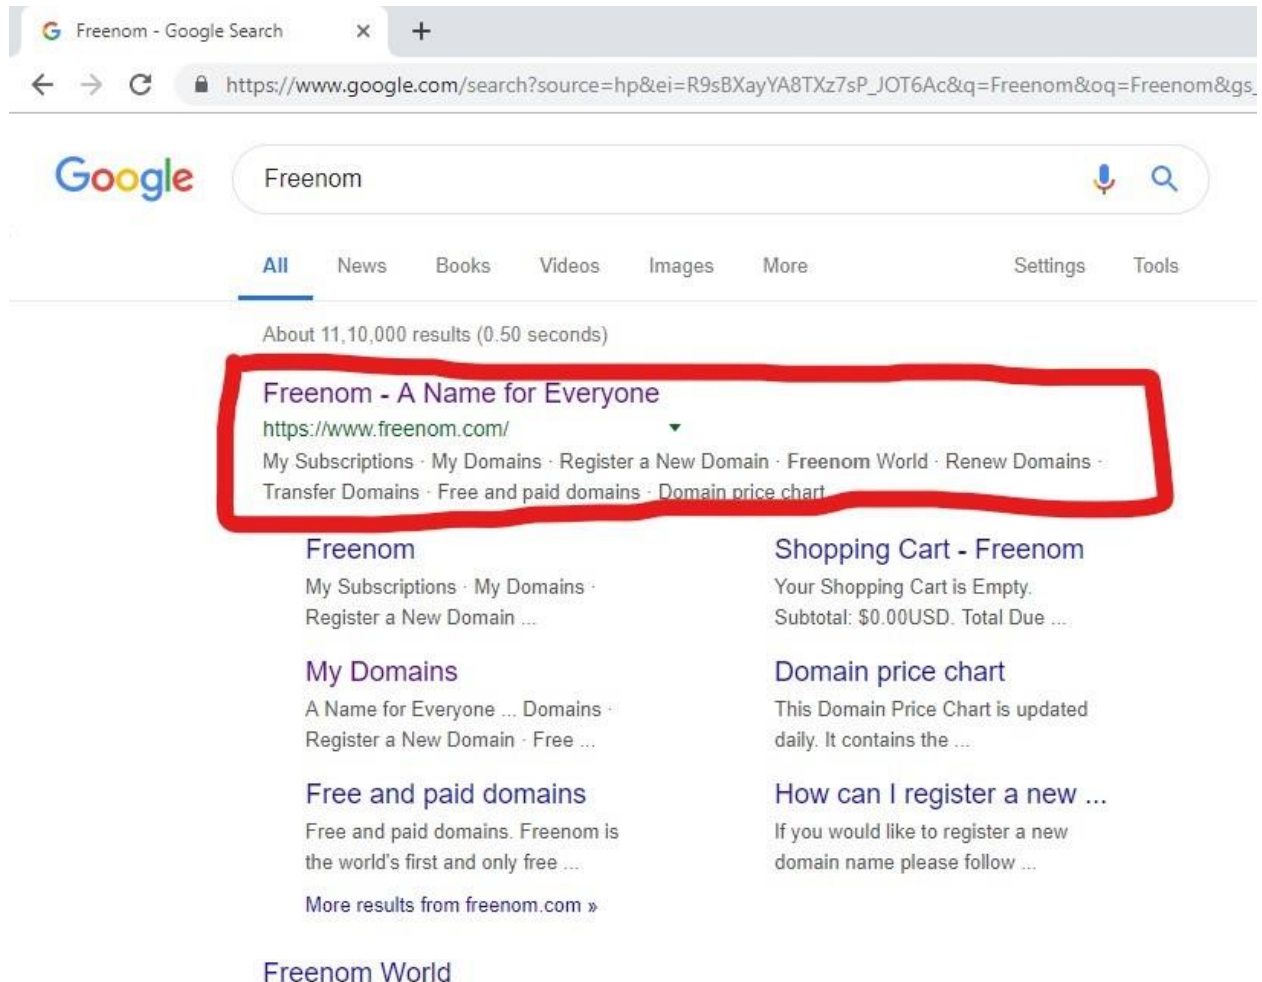 Freenom - Google Search
https://www.google.com/search?source=hp&ei=R9sBXayYA8TXz7sP_JOT6Ac&q=Freenom&oq=Freenom&gs_
Google
Freenom
All News Books Videos Images More Settings Tools
About 11,10,000 results (0.50 seconds)
Freenom - A Name for Everyone
https://www.freenom.com/
My Subscriptions · My Domains · Register a New Domain · Freenom World · Renew Domains ·
Transfer Domains · Free and paid domains · Domain price chart
Freenom
My Subscriptions · My Domains ·
Register a New Domain ...
Shopping Cart - Freenom
Your Shopping Cart is Empty.
Subtotal: $0.00USD. Total Due ...
My Domains
A Name for Everyone ... Domains ·
Register a New Domain · Free ...
Domain price chart
This Domain Price Chart is updated
daily. It contains the ...
Free and paid domains
Free and paid domains. Freenom is
the world's first and only free ...
How can I register a new ...
If you would like to register a new
domain name please follow ...
More results from freenom.com »
Freenom World